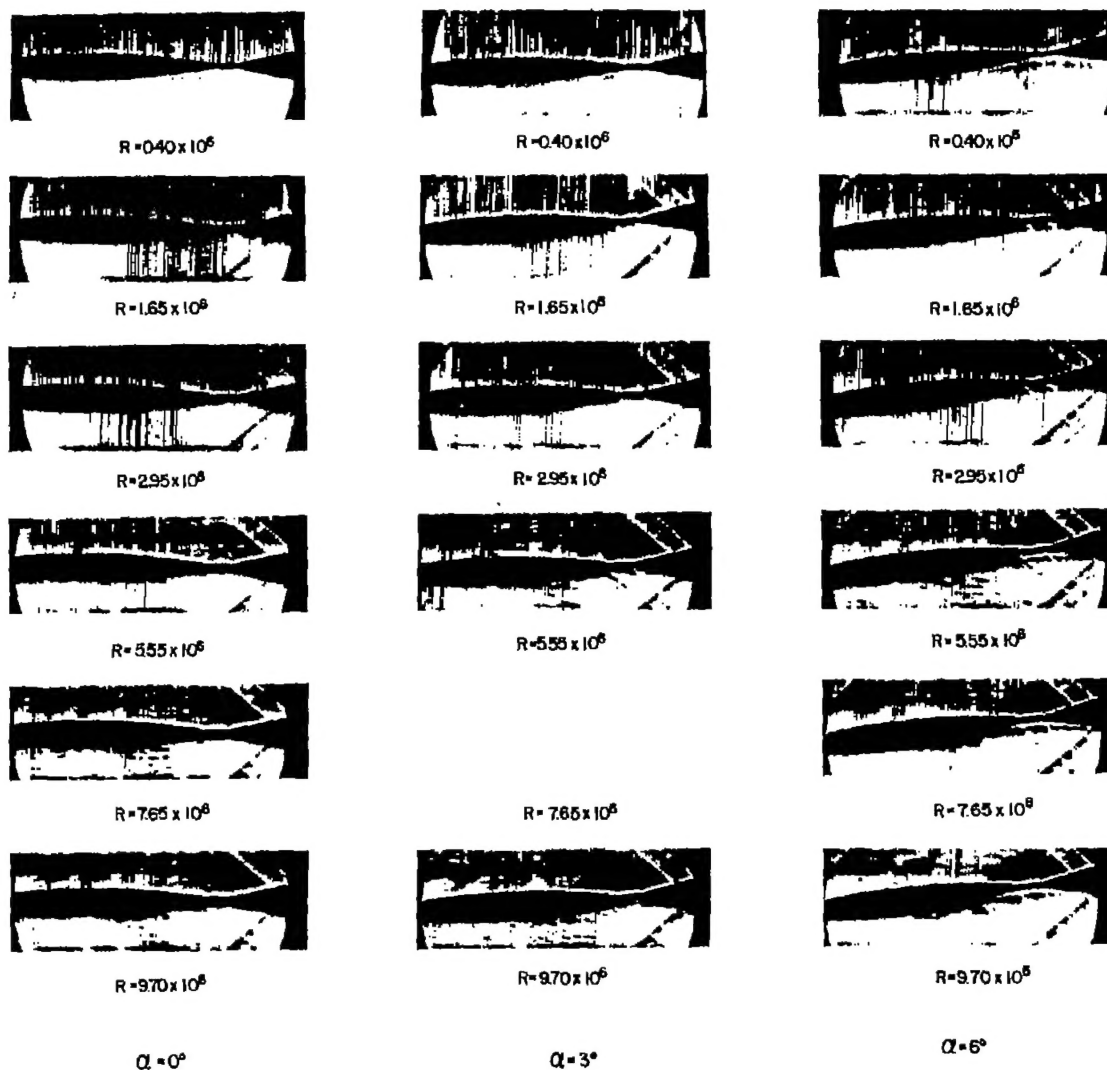 R=0.40 x 10⁶ R=0.40 x 10⁶ R=0.40 x 10⁶
R=1.65 x 10⁶ R=1.65 x 10⁶ R=1.65 x 10⁶
R=2.95 x 10⁶ R=2.95 x 10⁶ R=2.95 x 10⁶
R=5.55 x 10⁶ R=5.55 x 10⁶ R=5.55 x 10⁶
R=7.65 x 10⁶ R=7.65 x 10⁶ R=7.65 x 10⁶
R=9.70 x 10⁶ R=9.70 x 10⁶ R=9.70 x 10⁶
α=0° α=3° α=6°